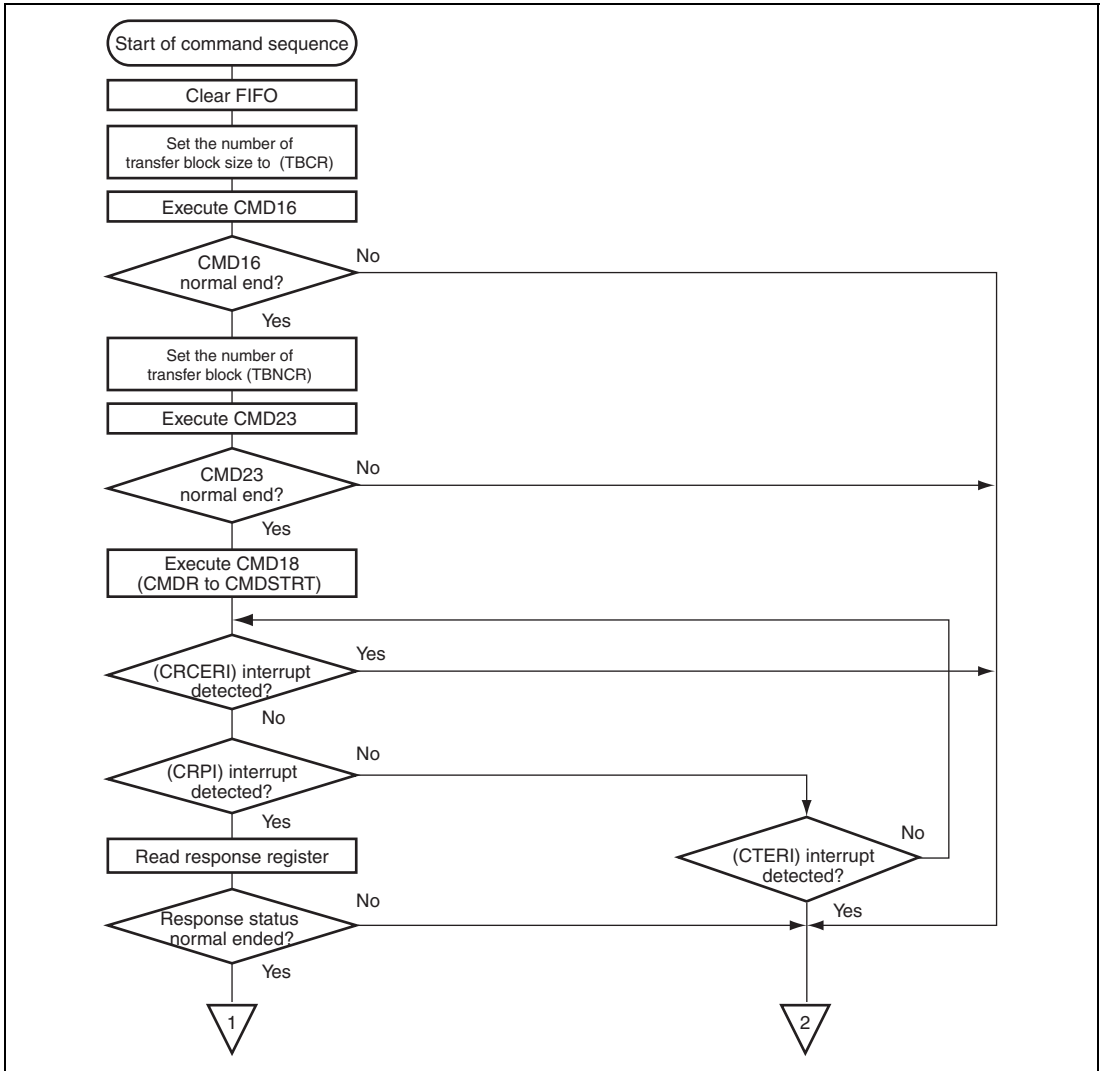 Start of command sequence
Clear FIFO
Set the number of
transfer block size to (TBCR)
Execute CMD16
CMD16
normal end?
No
Yes
Set the number of
transfer block (TBNCR)
Execute CMD23
CMD23
normal end?
No
Yes
Execute CMD18
(CMDR to CMDSTRT)
(CRCERI) interrupt
detected?
Yes
No
(CRPI) interrupt
detected?
No
Yes
(CTERI) interrupt
detected?
No
Yes
Read response register
Response status
normal ended?
No
Yes
1
2